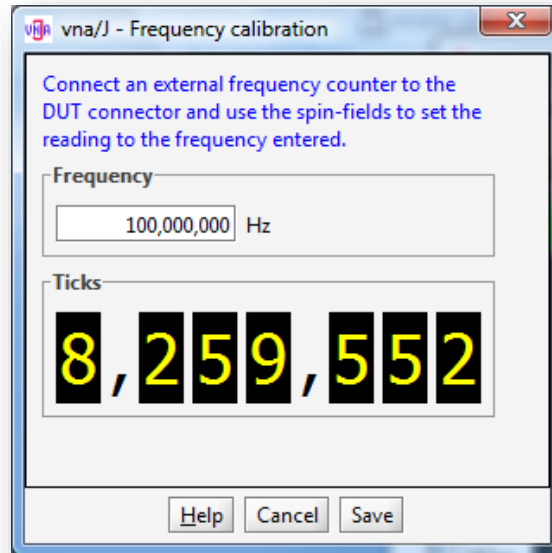 VNA vna/J - Frequency calibration X
Connect an external frequency counter to the
DUT connector and use the spin-fields to set the
reading to the frequency entered.
Frequency
100,000,000 Hz
Ticks
8,259,552
Help Cancel Save